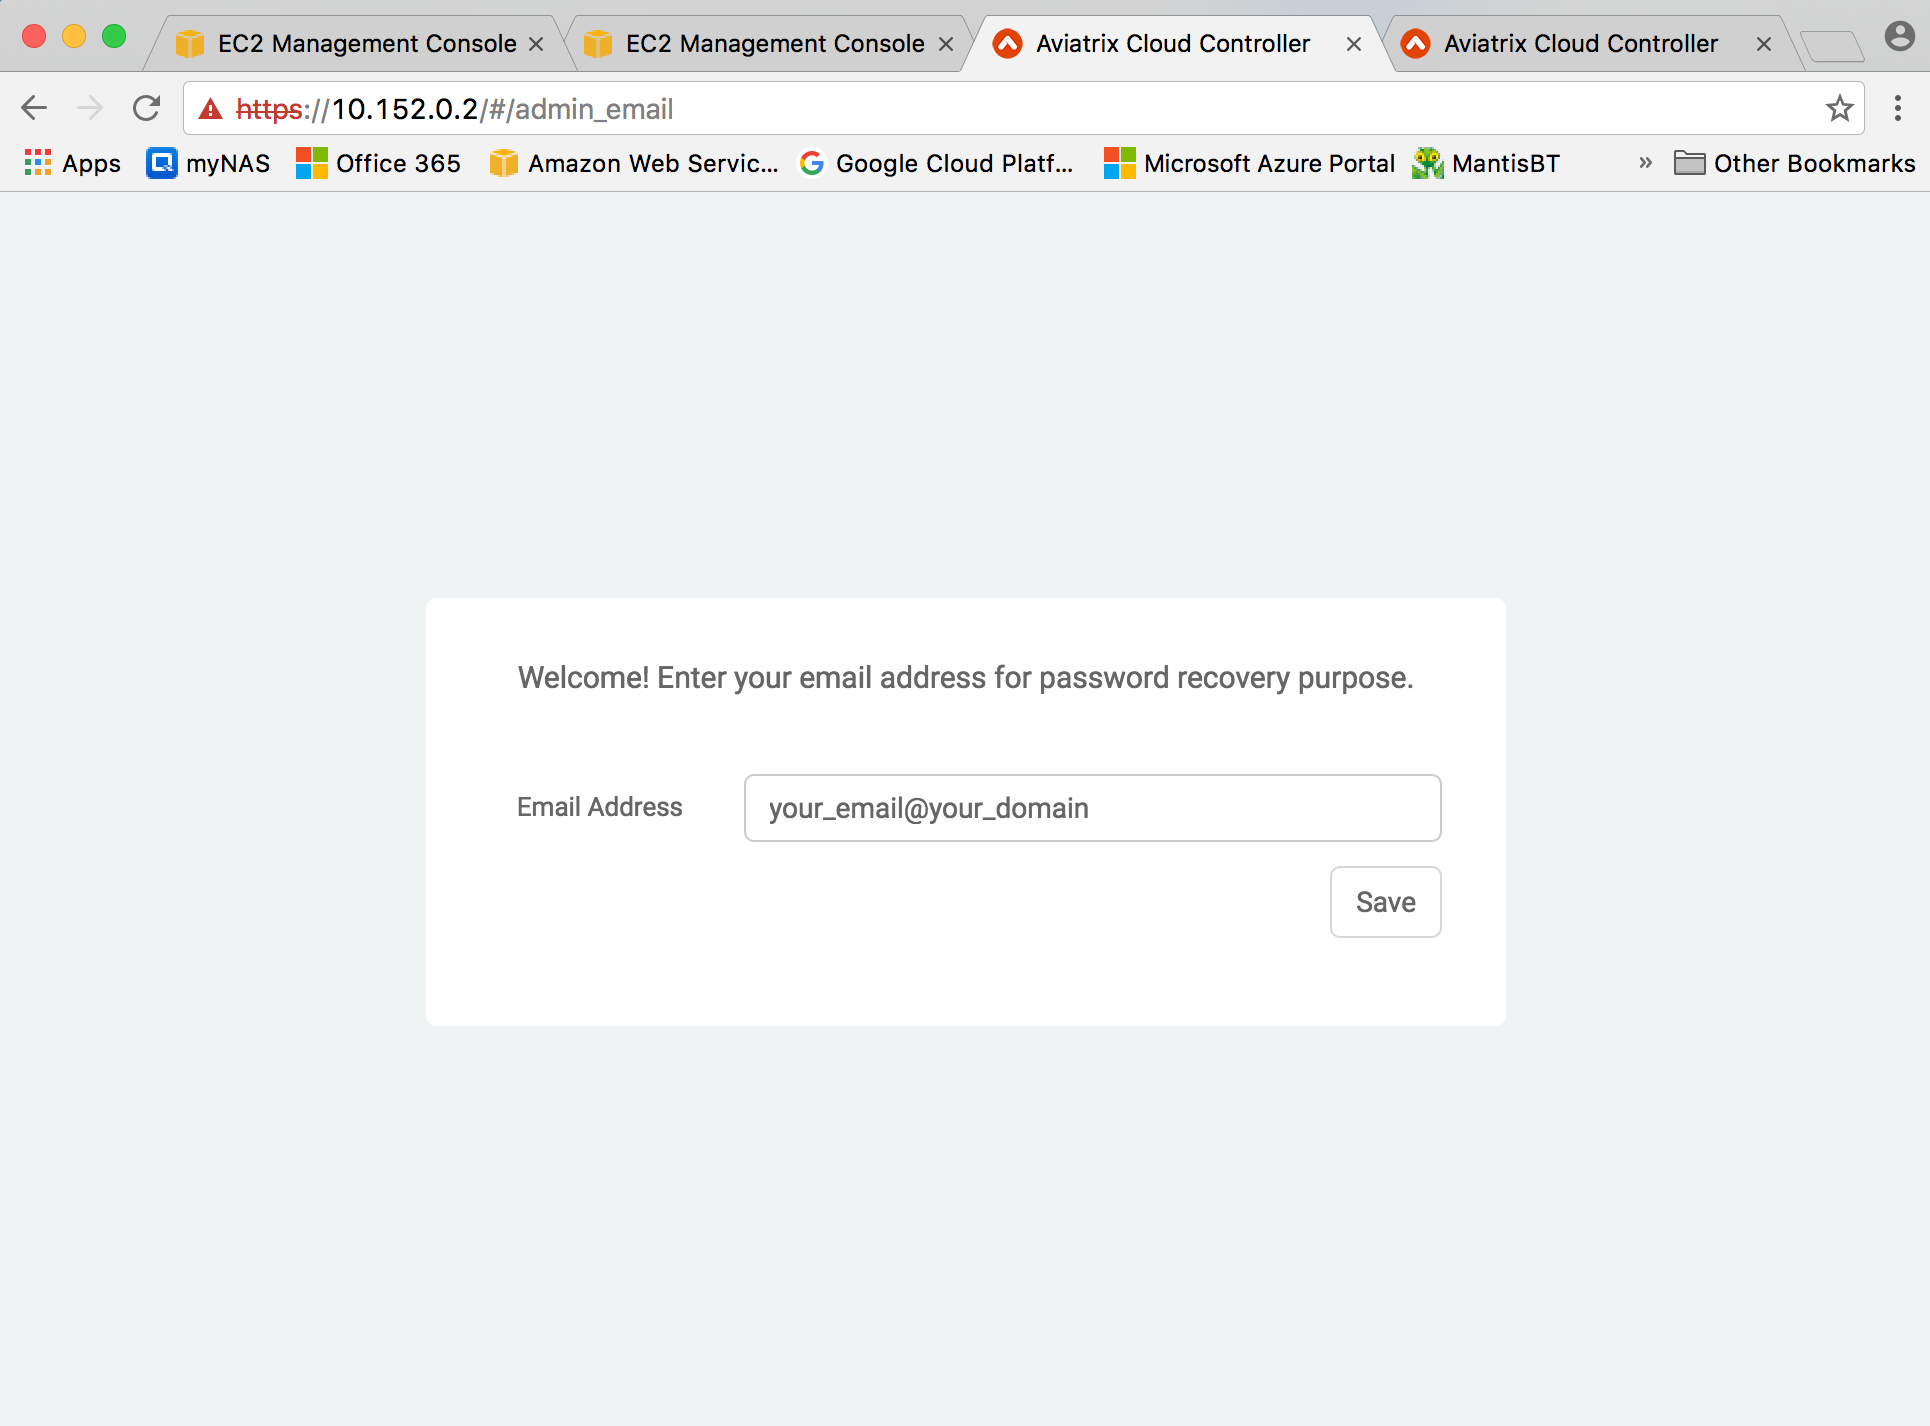 EC2 Management Console
EC2 Management Console
Aviatrix Cloud Controller
Aviatrix Cloud Controller
https://10.152.0.2/#/admin_email
Apps
myNAS
Office 365
Amazon Web Servic...
Google Cloud Platf...
Microsoft Azure Portal
MantisBT
» Other Bookmarks
Welcome! Enter your email address for password recovery purpose.
Email Address
your_email@your_domain
Save